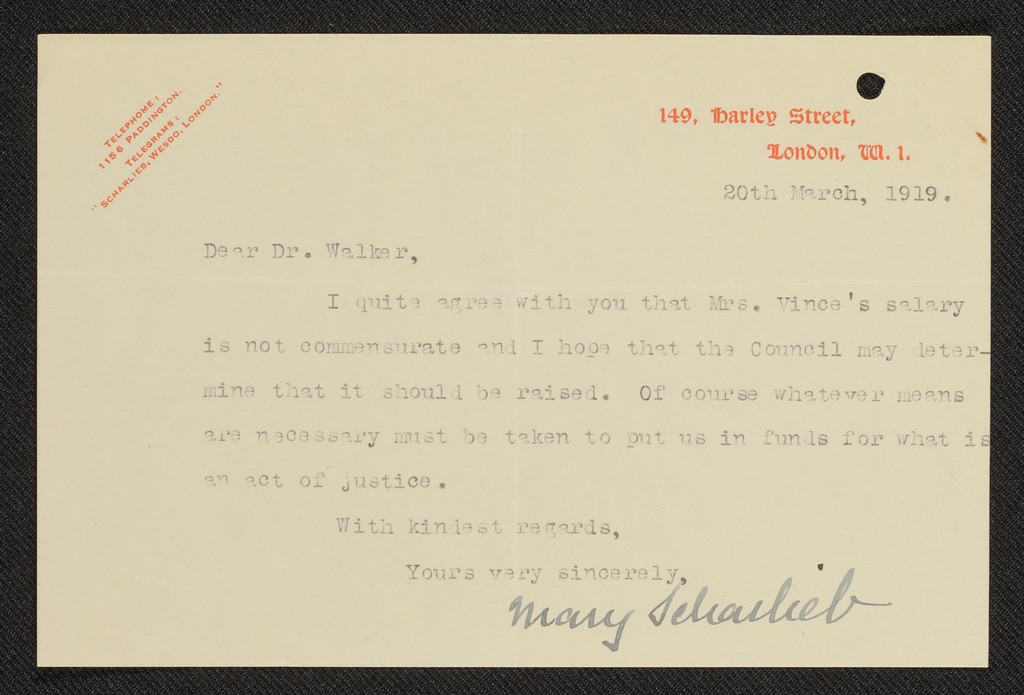 TELEPHONE:
1156 PADDINGTON.
TELEGRAMS:
"SCHARLIEB, WESDO, LONDON."
149, Harley Street,
London, W. 1.
20th March, 1919.
Dear Dr. Walker,
I quite agree with you that Mrs. Vince's salary
is not commensurate and I hope that the Council may deter-
mine that it should be raised. Of course whatever means
are necessary must be taken to put us in funds for what is
an act of justice.
With kindest regards,
Yours very sincerely,
Mary Scharlieb